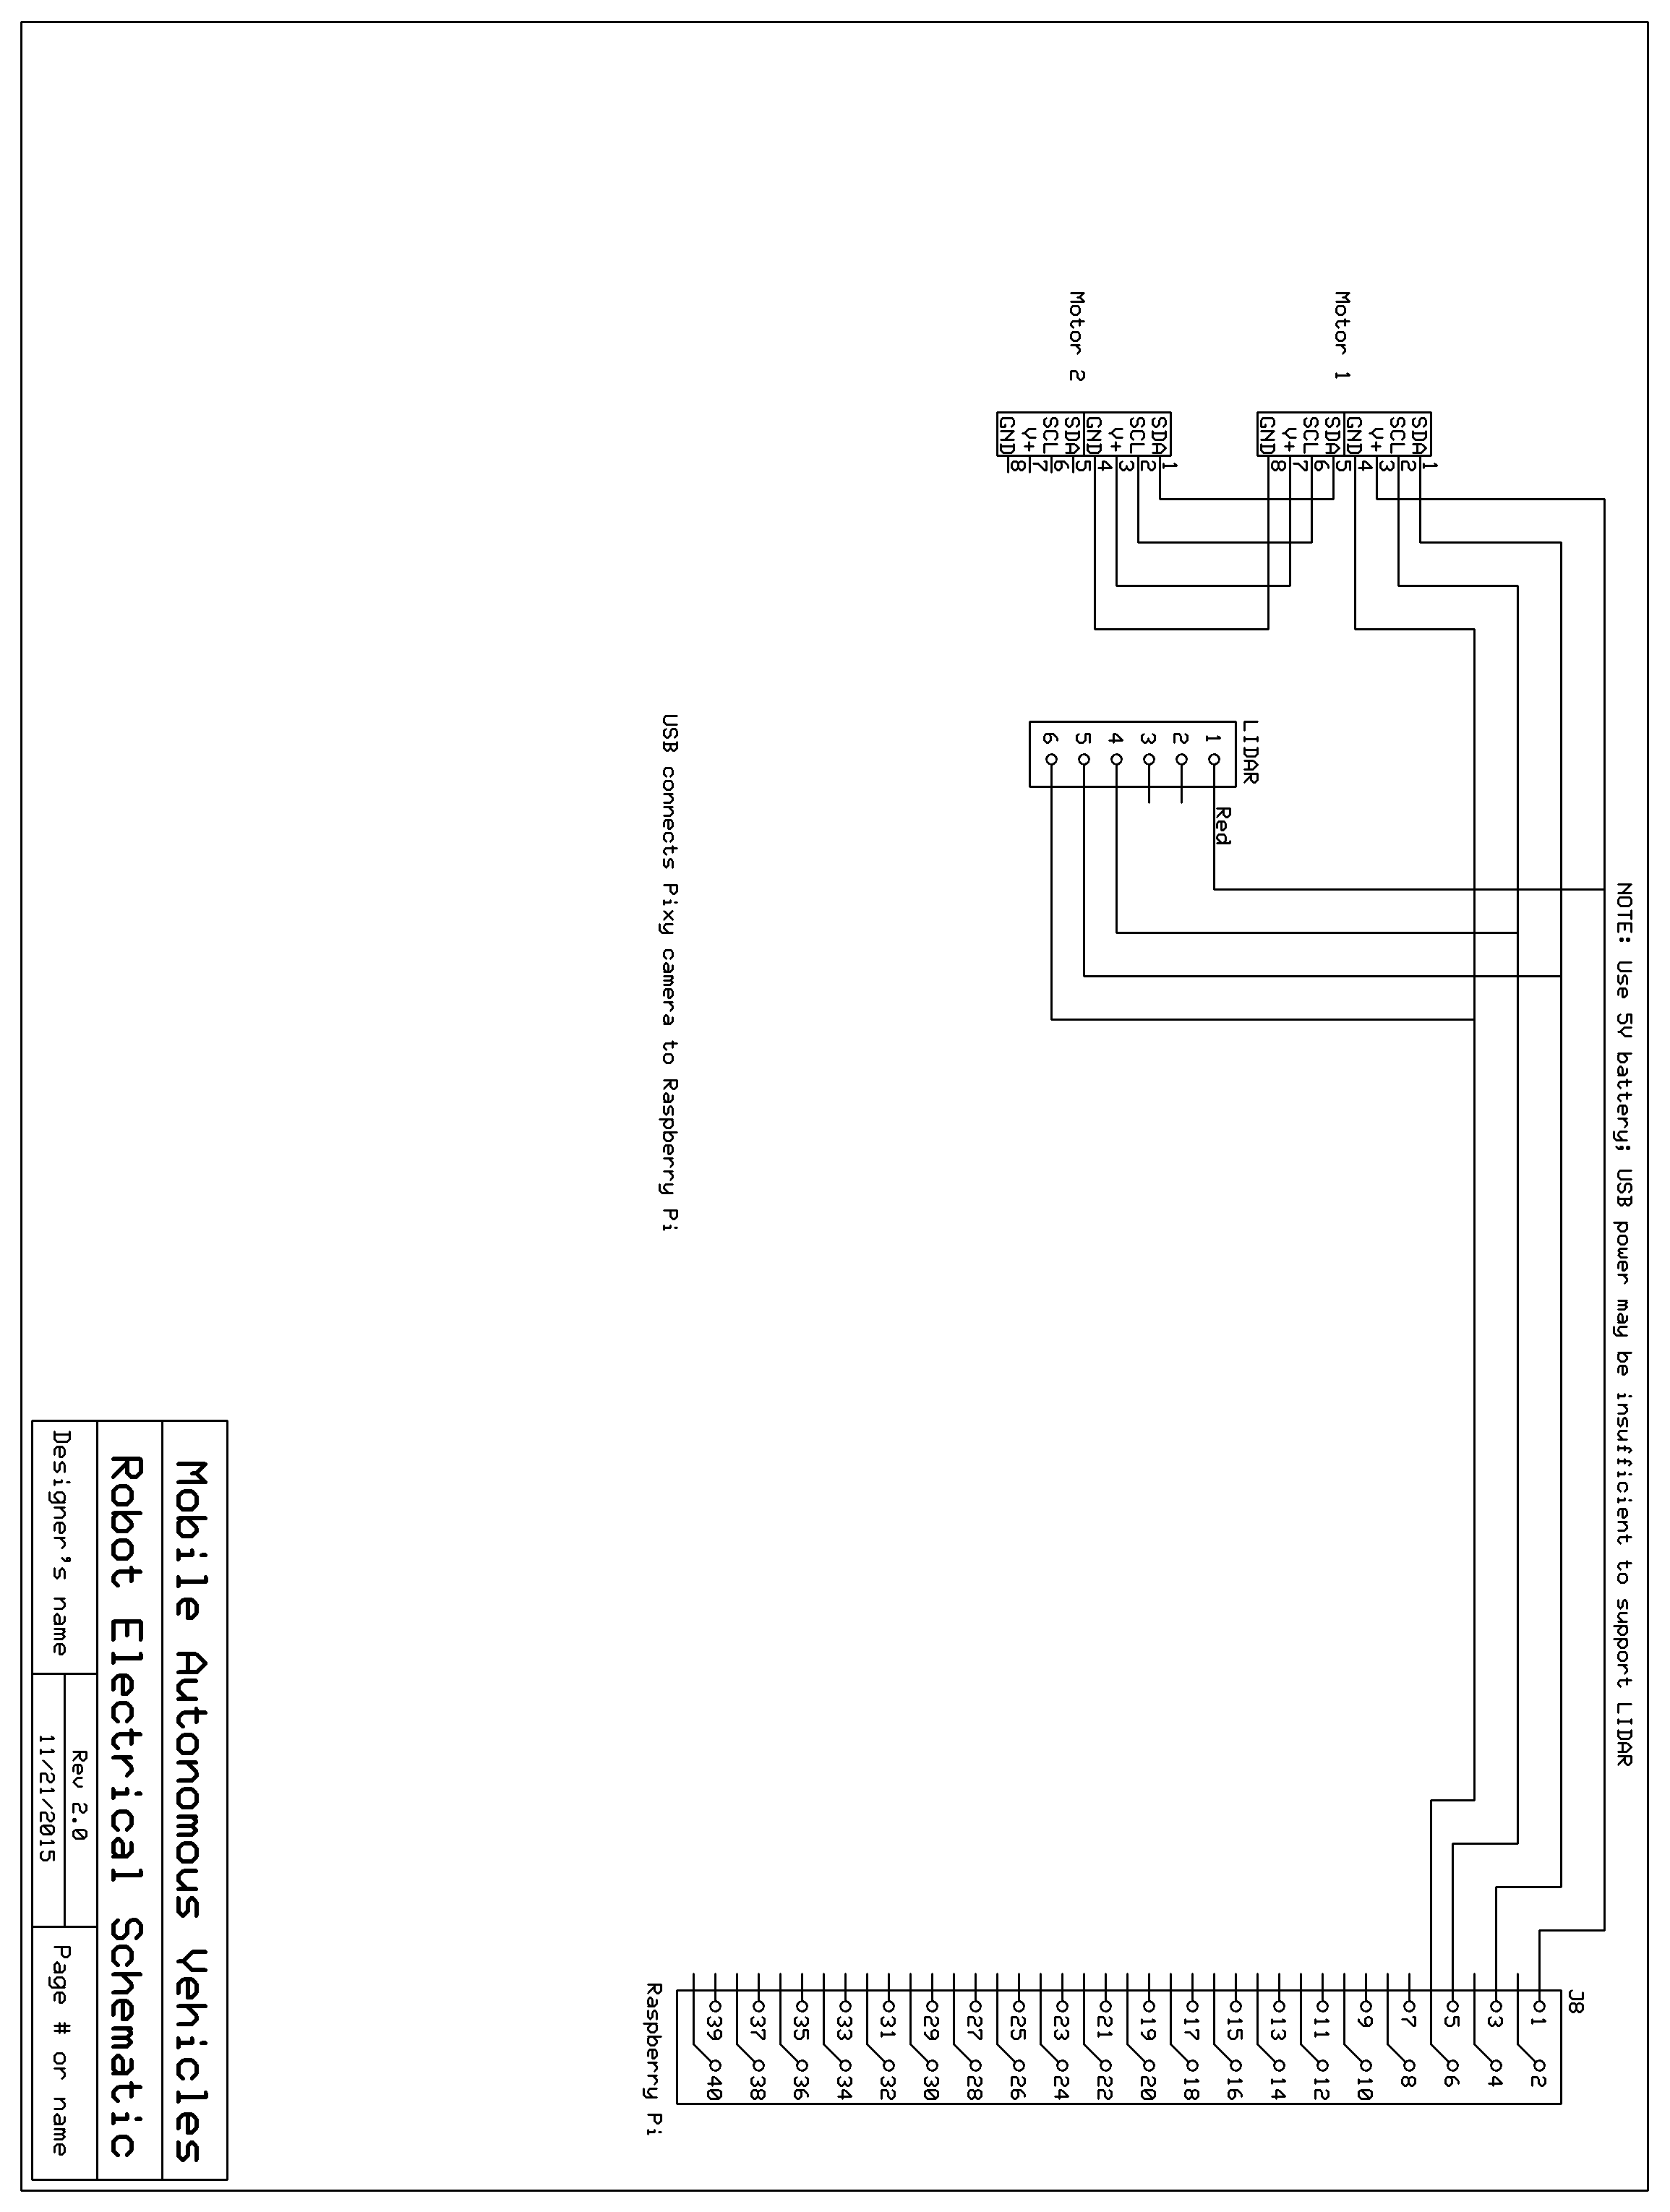 NOTE: Use 5V battery; USB power may be insufficient to support LIDAR
J8
1 2
3 4
5 6
7 8
9 10
11 12
13 14
15 16
17 18
19 20
21 22
23 24
25 26
27 28
29 30
31 32
33 34
35 36
37 38
39 40
Raspberry Pi
Motor 1
SDA 1
SCL 2
V+ 3
GND 4
SDA 5
SCL 6
V+ 7
GND 8
Motor 2
SDA 1
SCL 2
V+ 3
GND 4
SDA 5
SCL 6
V+ 7
GND 8
LIDAR
Red
1
2
3
4
5
6
USB connects Pixy camera to Raspberry Pi
Mobile Autonomous Vehicles
Robot Electrical Schematic
Designer's name
Rev 2.0
11/21/2015
Page # or name